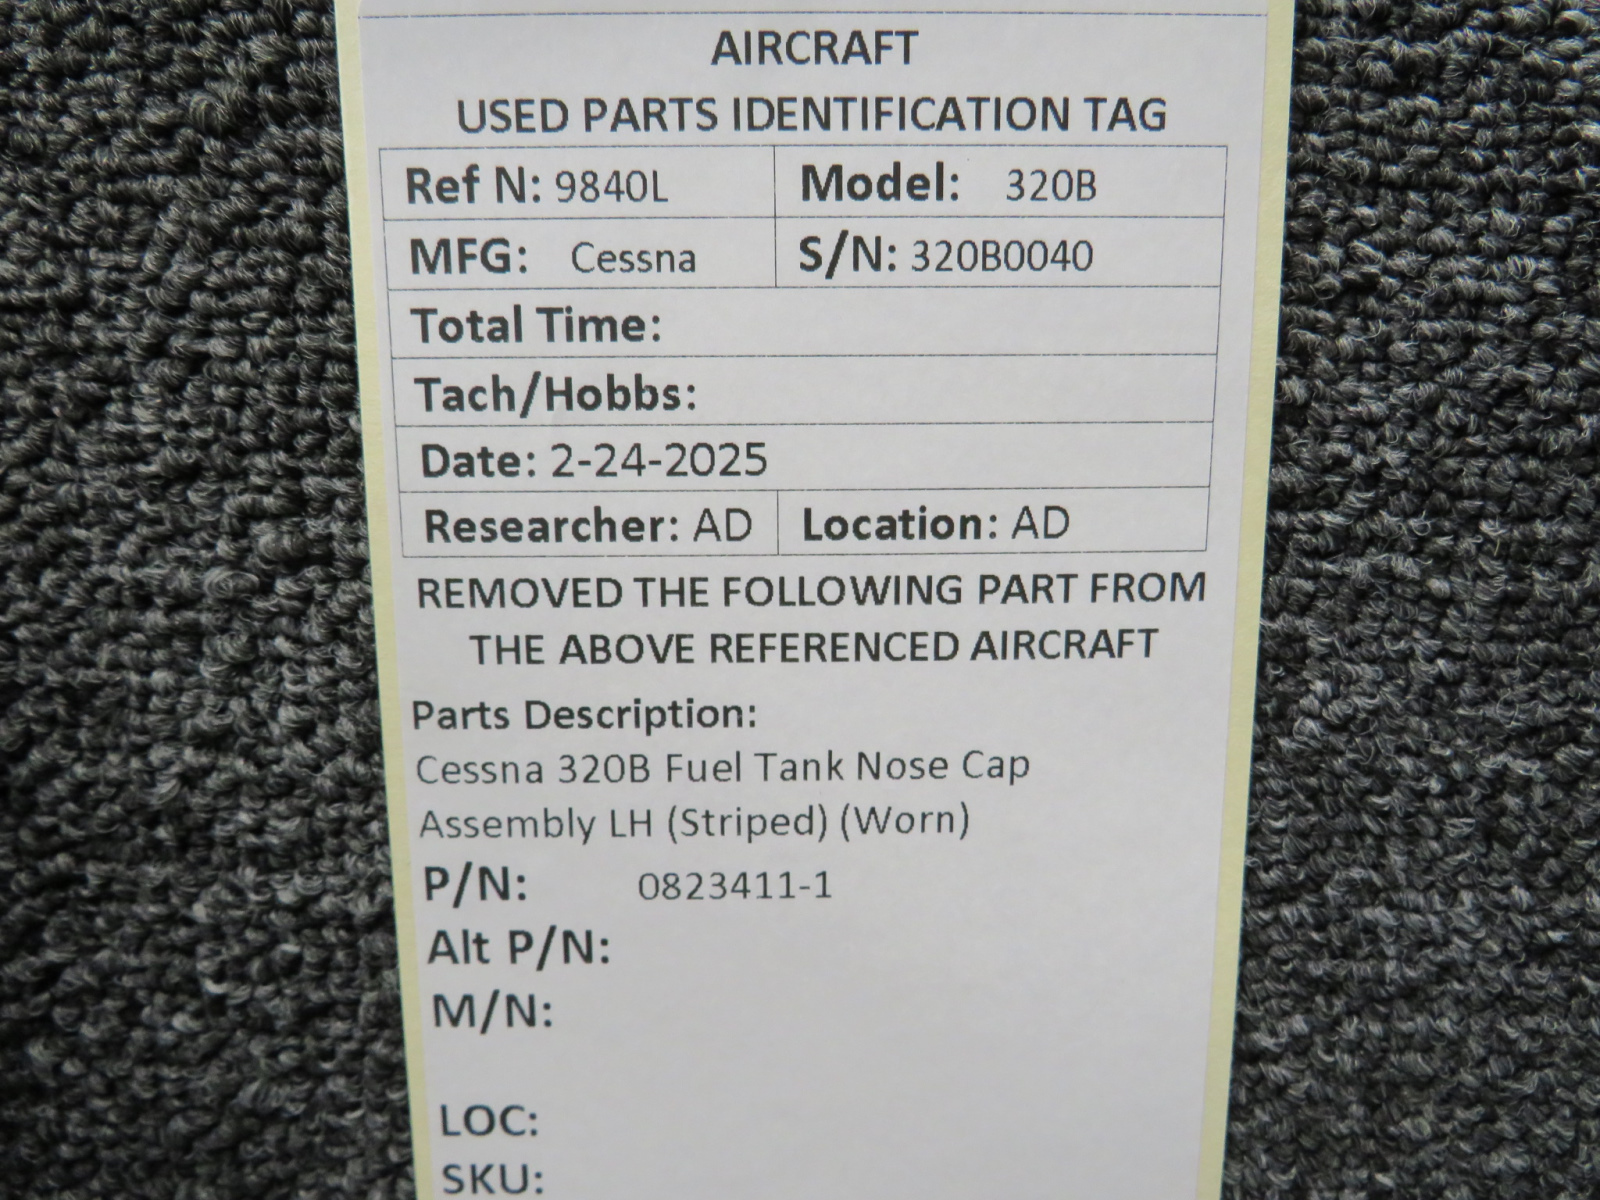 AIRCRAFT
USED PARTS IDENTIFICATION TAG
Ref N: 9840L Model: 320B
MFG: Cessna S/N: 320B0040
Total Time:
Tach/Hobbs:
Date: 2-24-2025
Researcher: AD Location: AD
REMOVED THE FOLLOWING PART FROM
THE ABOVE REFERENCED AIRCRAFT
Parts Description:
Cessna 320B Fuel Tank Nose Cap
Assembly LH (Striped) (Worn)
P/N: 0823411-1
Alt P/N:
M/N:
LOC:
SKU: